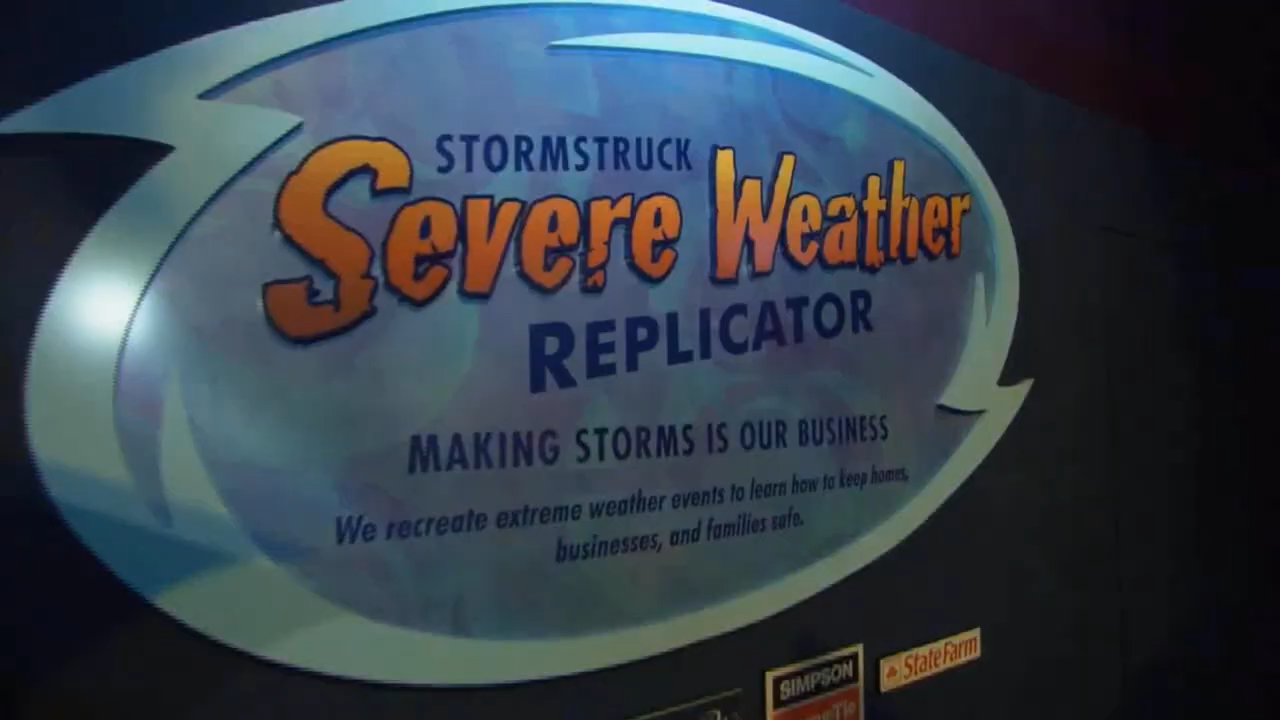 STORMSTRUCK
Severe Weather
REPLICATOR
MAKING STORMS IS OUR BUSINESS
We recreate extreme weather events to learn how to keep homes,
businesses, and families safe.
SIMPSON
State Farm